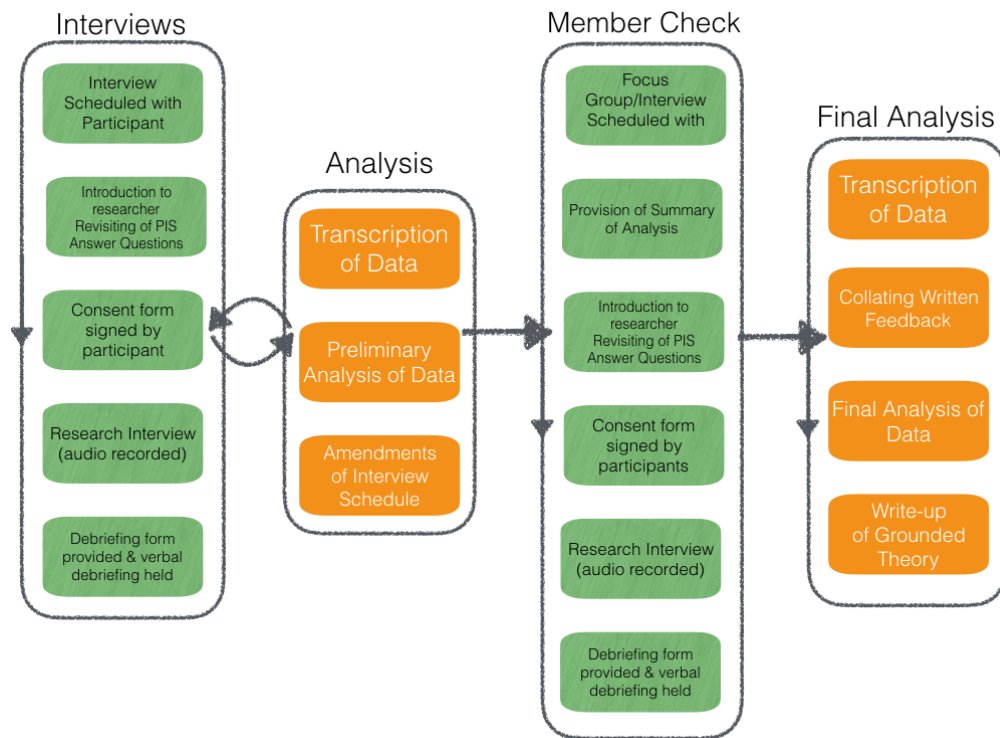 Interviews
Interview
Scheduled with
Participant
Introduction to
researcher
Revisiting of PIS
Answer Questions
Consent form
signed by
participant
Research Interview
(audio recorded)
Debriefing form
provided & verbal
debriefing held
Analysis
Transcription
of Data
Preliminary
Analysis of Data
Amendments
of Interview
Schedule
Member Check
Focus
Group/Interview
Scheduled with
Provision of Summary
of Analysis
Introduction to
researcher
Revisiting of PIS
Answer Questions
Consent form
signed by
participants
Research Interview
(audio recorded)
Debriefing form
provided & verbal
debriefing held
Final Analysis
Transcription
of Data
Collating Written
Feedback
Final Analysis of
Data
Write-up
of Grounded
Theory